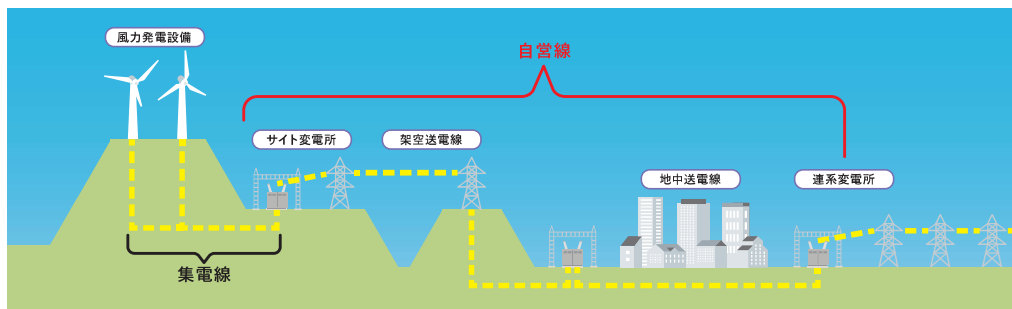 風力発電設備
自営線
サイト変電所
架空送電線
地中送電線
連系変電所
集電線